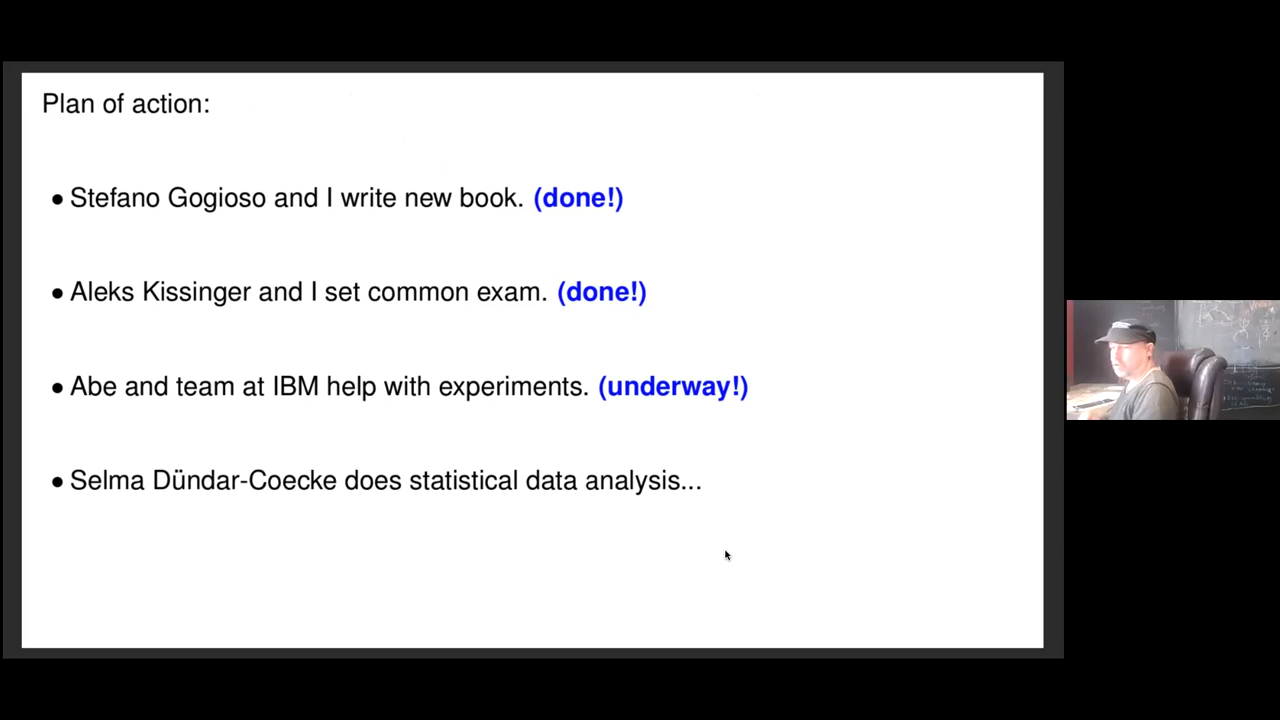 Plan of action:
● Stefano Gogioso and I write new book. (done!)
● Aleks Kissinger and I set common exam. (done!)
● Abe and team at IBM help with experiments. (underway!)
● Selma Dündar-Coecke does statistical data analysis...